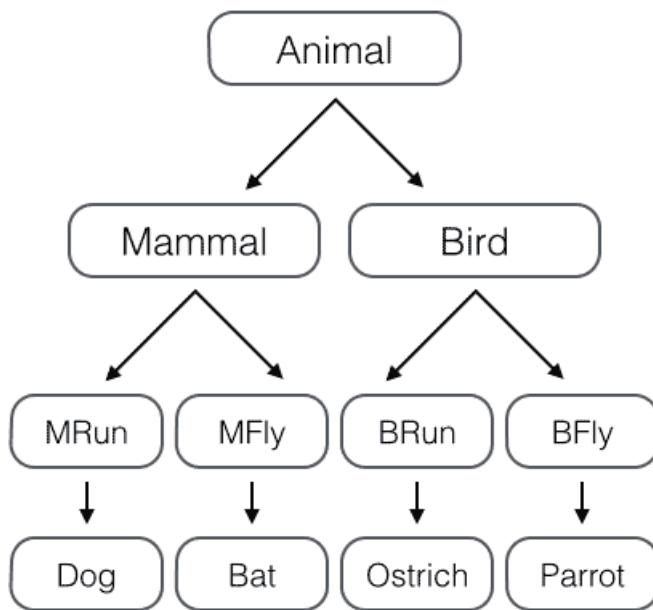 Animal
Mammal
Bird
MRun
MFly
BRun
BFly
Dog
Bat
Ostrich
Parrot